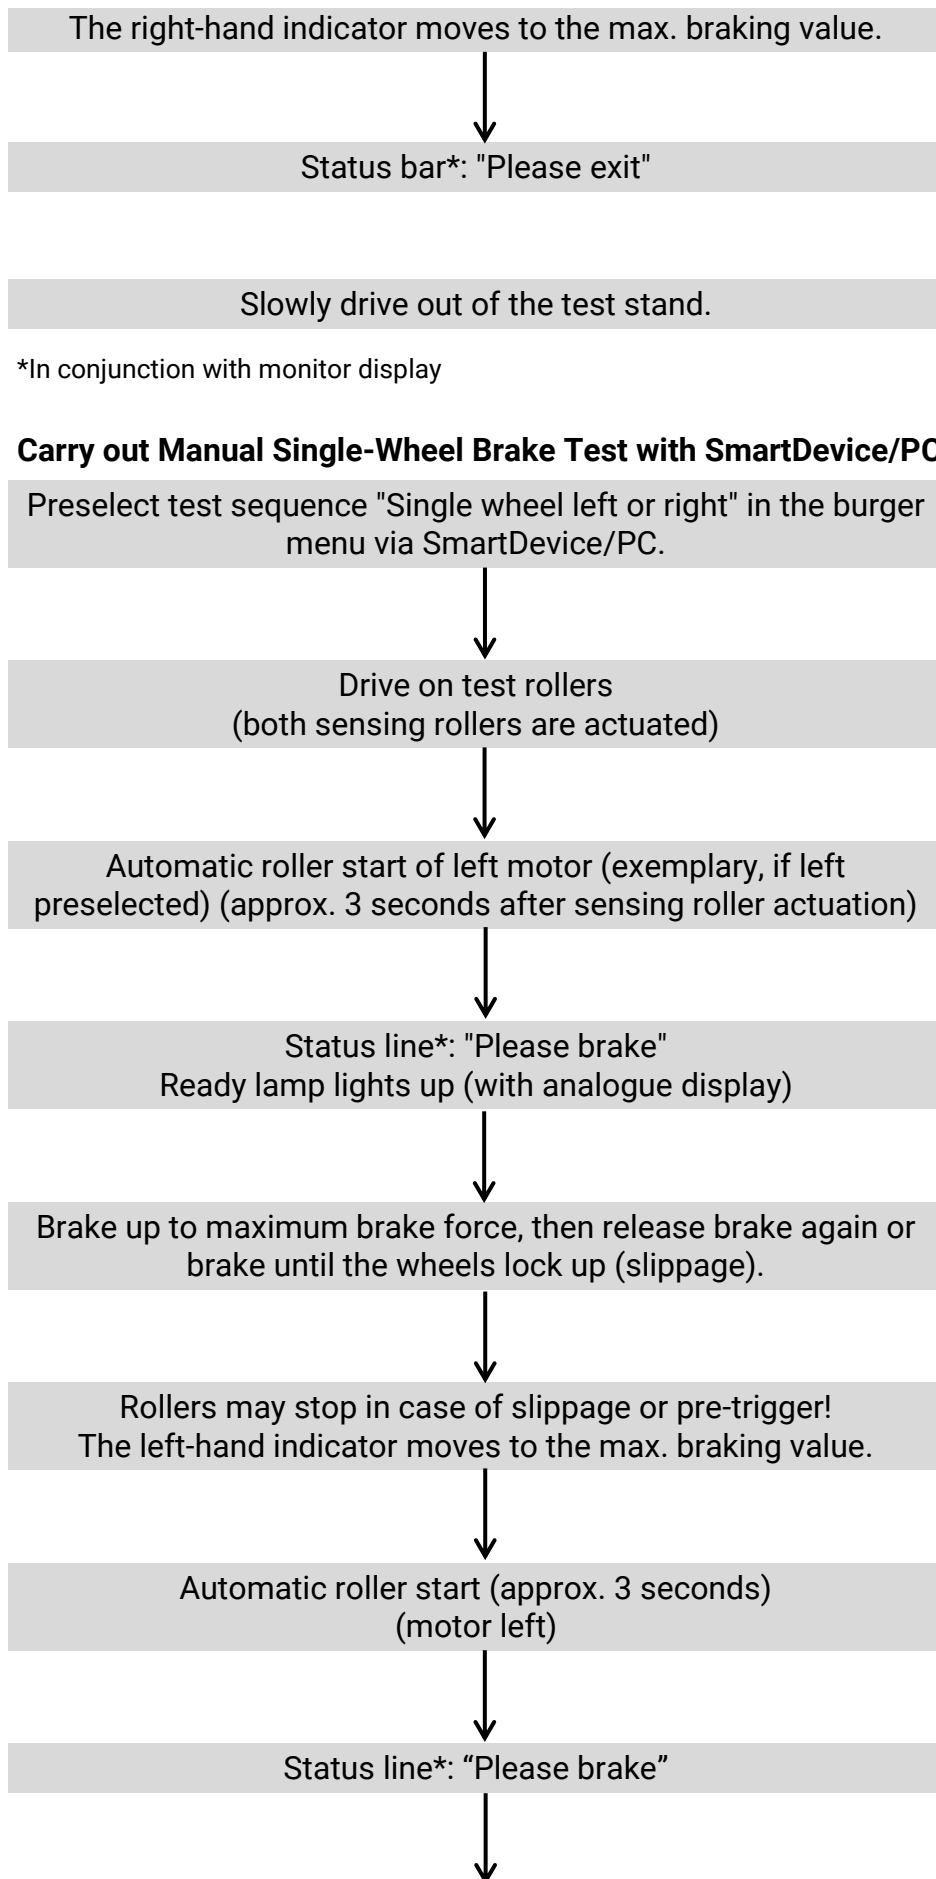 The right-hand indicator moves to the max. braking value.
Status bar*: "Please exit"
Slowly drive out of the test stand.
*In conjunction with monitor display
Carry out Manual Single-Wheel Brake Test with SmartDevice/PC
Preselect test sequence "Single wheel left or right" in the burger
menu via SmartDevice/PC.
Drive on test rollers
(both sensing rollers are actuated)
Automatic roller start of left motor (exemplary, if left
preselected) (approx. 3 seconds after sensing roller actuation)
Status line*: "Please brake"
Ready lamp lights up (with analogue display)
Brake up to maximum brake force, then release brake again or
brake until the wheels lock up (slippage).
Rollers may stop in case of slippage or pre-trigger!
The left-hand indicator moves to the max. braking value.
Automatic roller start (approx. 3 seconds)
(motor left)
Status line*: “Please brake”